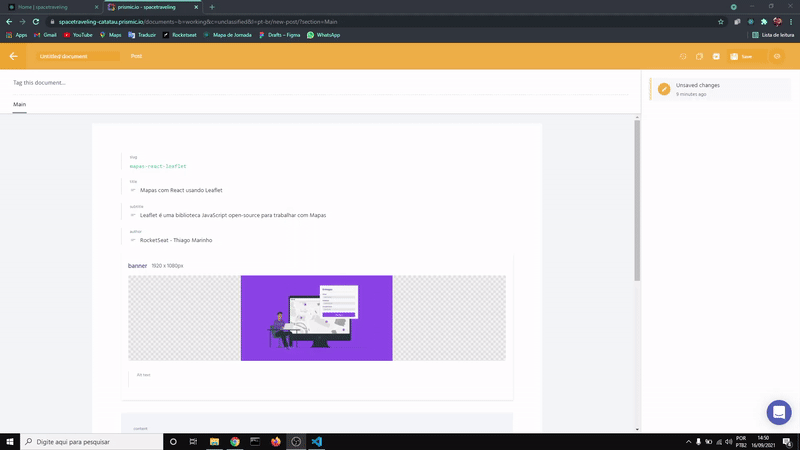 Home | spacetraveling
prismic.io - spacetraveling
spacetraveling-catatau.prismic.io/documents~b=working&c=unclassified&l=pt-br/new-post/?section=Main
Apps
Gmail
YouTube
Maps
Traduzir
Rocketseat
Mapa de Jornada
Drafts – Figma
WhatsApp
Lista de leitura
Untitled document
Post
Save
Tag this document...
Main
Unsaved changes
9 minutes ago
mapas-react-leaflet
title
Mapas com React usando Leaflet
subtitle
Leaflet é uma biblioteca JavaScript open-source para trabalhar com Mapas
author
RocketSeat - Thiago Marinho
banner 1920 x 1080px
Alt text
content
Digite aqui para pesquisar
POR
PTB2
14:50
16/09/2021